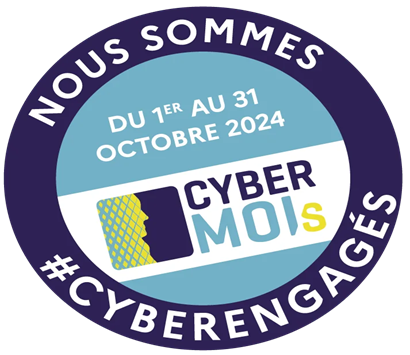 NOUS SOMMES
DU 1ER AU 31
OCTOBRE 2024
CYBER
MOIs
#CYBERENGAGÉS